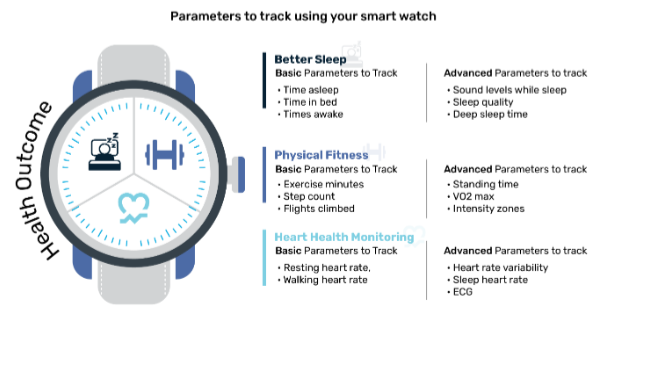 Parameters to track using your smart watch
Health Outcome
zzz
Better Sleep
Basic Parameters to Track
• Time asleep
• Time in bed
• Times awake
Advanced Parameters to track
• Sound levels while sleep
• Sleep quality
• Deep sleep time
Physical Fitness
Basic Parameters to Track
• Exercise minutes
• Step count
• Flights climbed
Advanced Parameters to track
• Standing time
• VO2 max
• Intensity zones
Heart Health Monitoring
Basic Parameters to Track
• Resting heart rate,
• Walking heart rate
Advanced Parameters to track
• Heart rate variability
• Sleep heart rate
• ECG